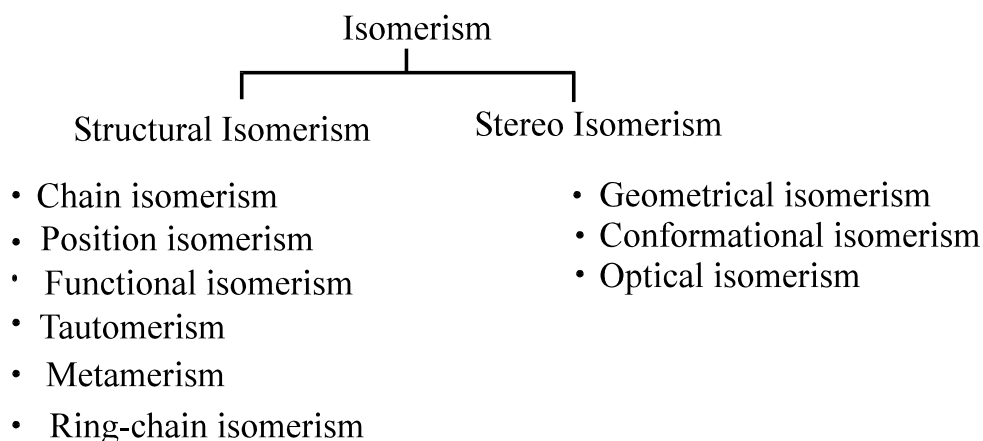 Isomerism
Structural Isomerism
Stereo Isomerism
• Chain isomerism
• Position isomerism
• Functional isomerism
• Tautomerism
• Metamerism
• Ring-chain isomerism
• Geometrical isomerism
• Conformational isomerism
• Optical isomerism